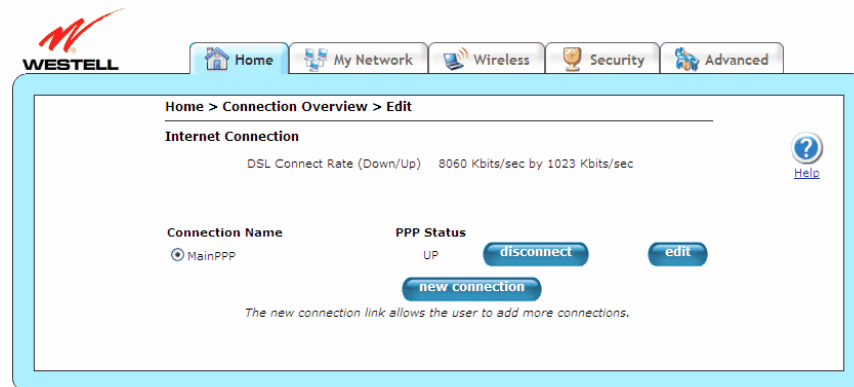 WESTELL
Home My Network Wireless Security Advanced
Home > Connection Overview > Edit
Internet Connection
DSL Connect Rate (Down/Up) 8060 Kbits/sec by 1023 Kbits/sec
Help
Connection Name PPP Status
MainPPP UP disconnect edit
new connection
The new connection link allows the user to add more connections.